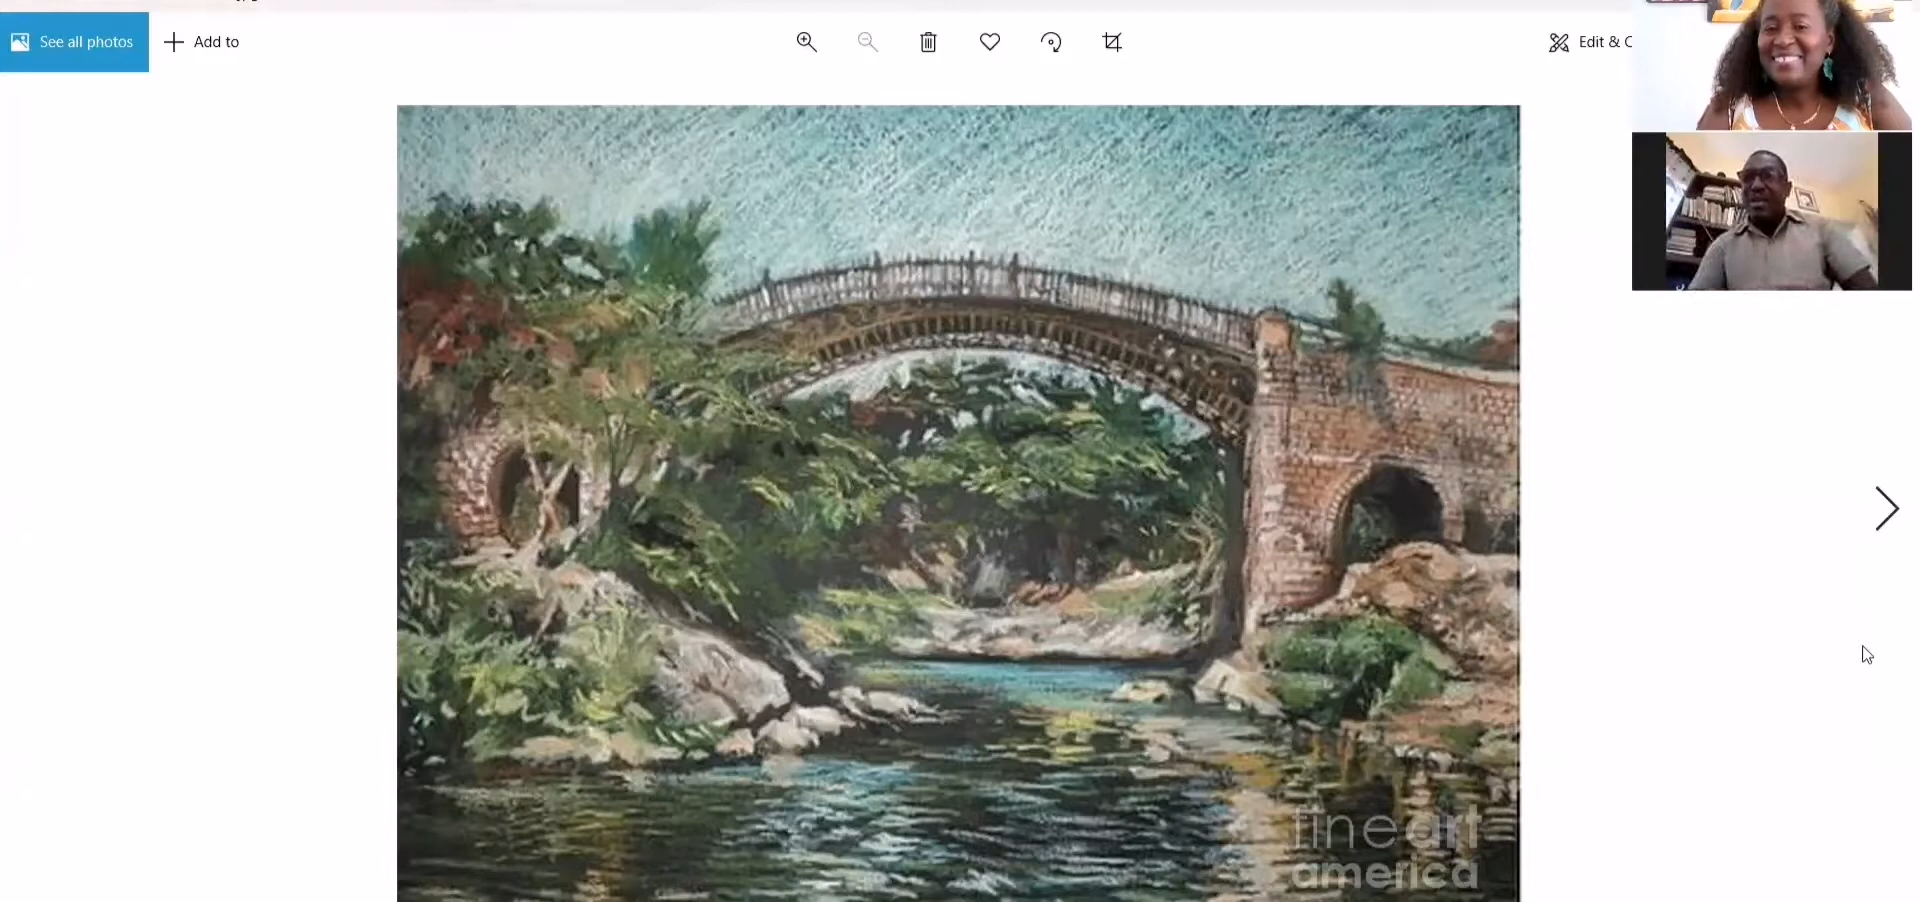 See all photos
Add to
Edit & C
fine art
america